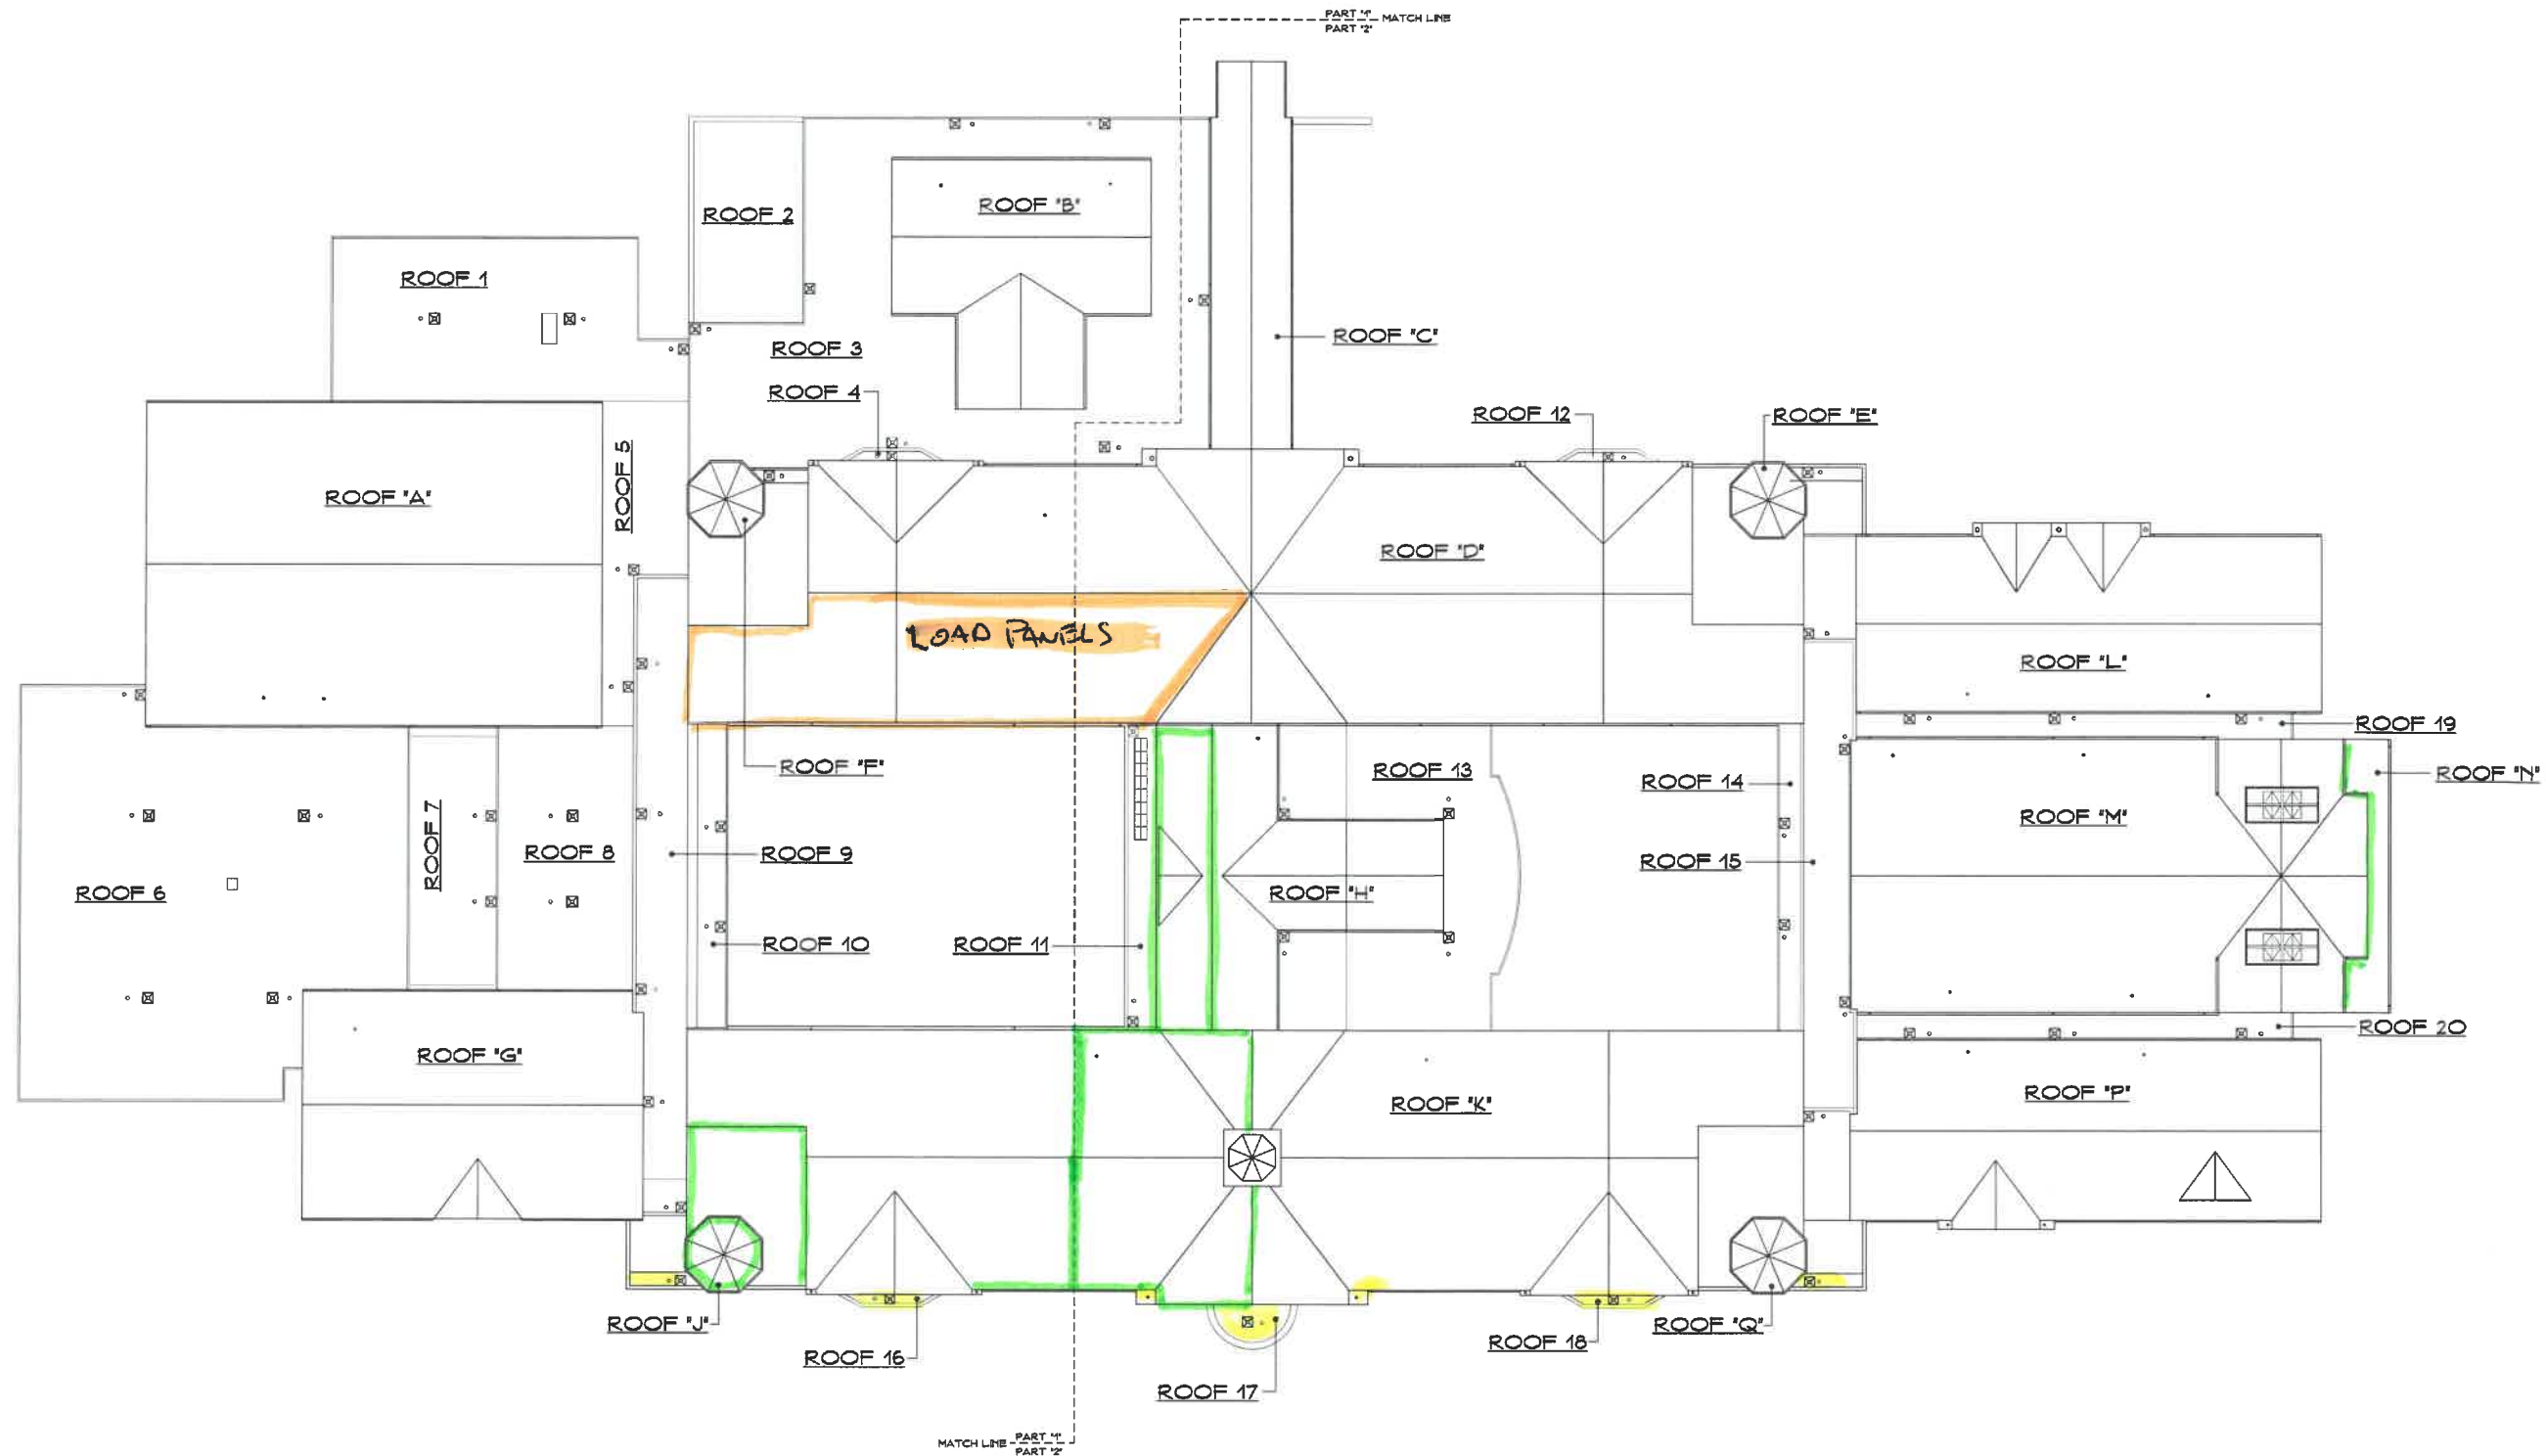 PART "1" MATCH LINE
PART "2"
ROOF 2
ROOF "B"
ROOF 1
ROOF 3
ROOF "C"
ROOF 4
ROOF 12
ROOF "E"
ROOF 5
ROOF "A"
ROOF "D"
LOAD PANELS
ROOF "L"
ROOF 19
ROOF "F"
ROOF 13
ROOF 14
ROOF "N"
ROOF 7
ROOF "M"
ROOF 8
ROOF 9
ROOF 15
ROOF 6
ROOF "H"
ROOF 10
ROOF 11
ROOF 20
ROOF "G"
ROOF "K"
ROOF "P"
ROOF "J"
ROOF 16
ROOF 18
ROOF "Q"
ROOF 17
MATCH LINE PART "1"
PART "2"